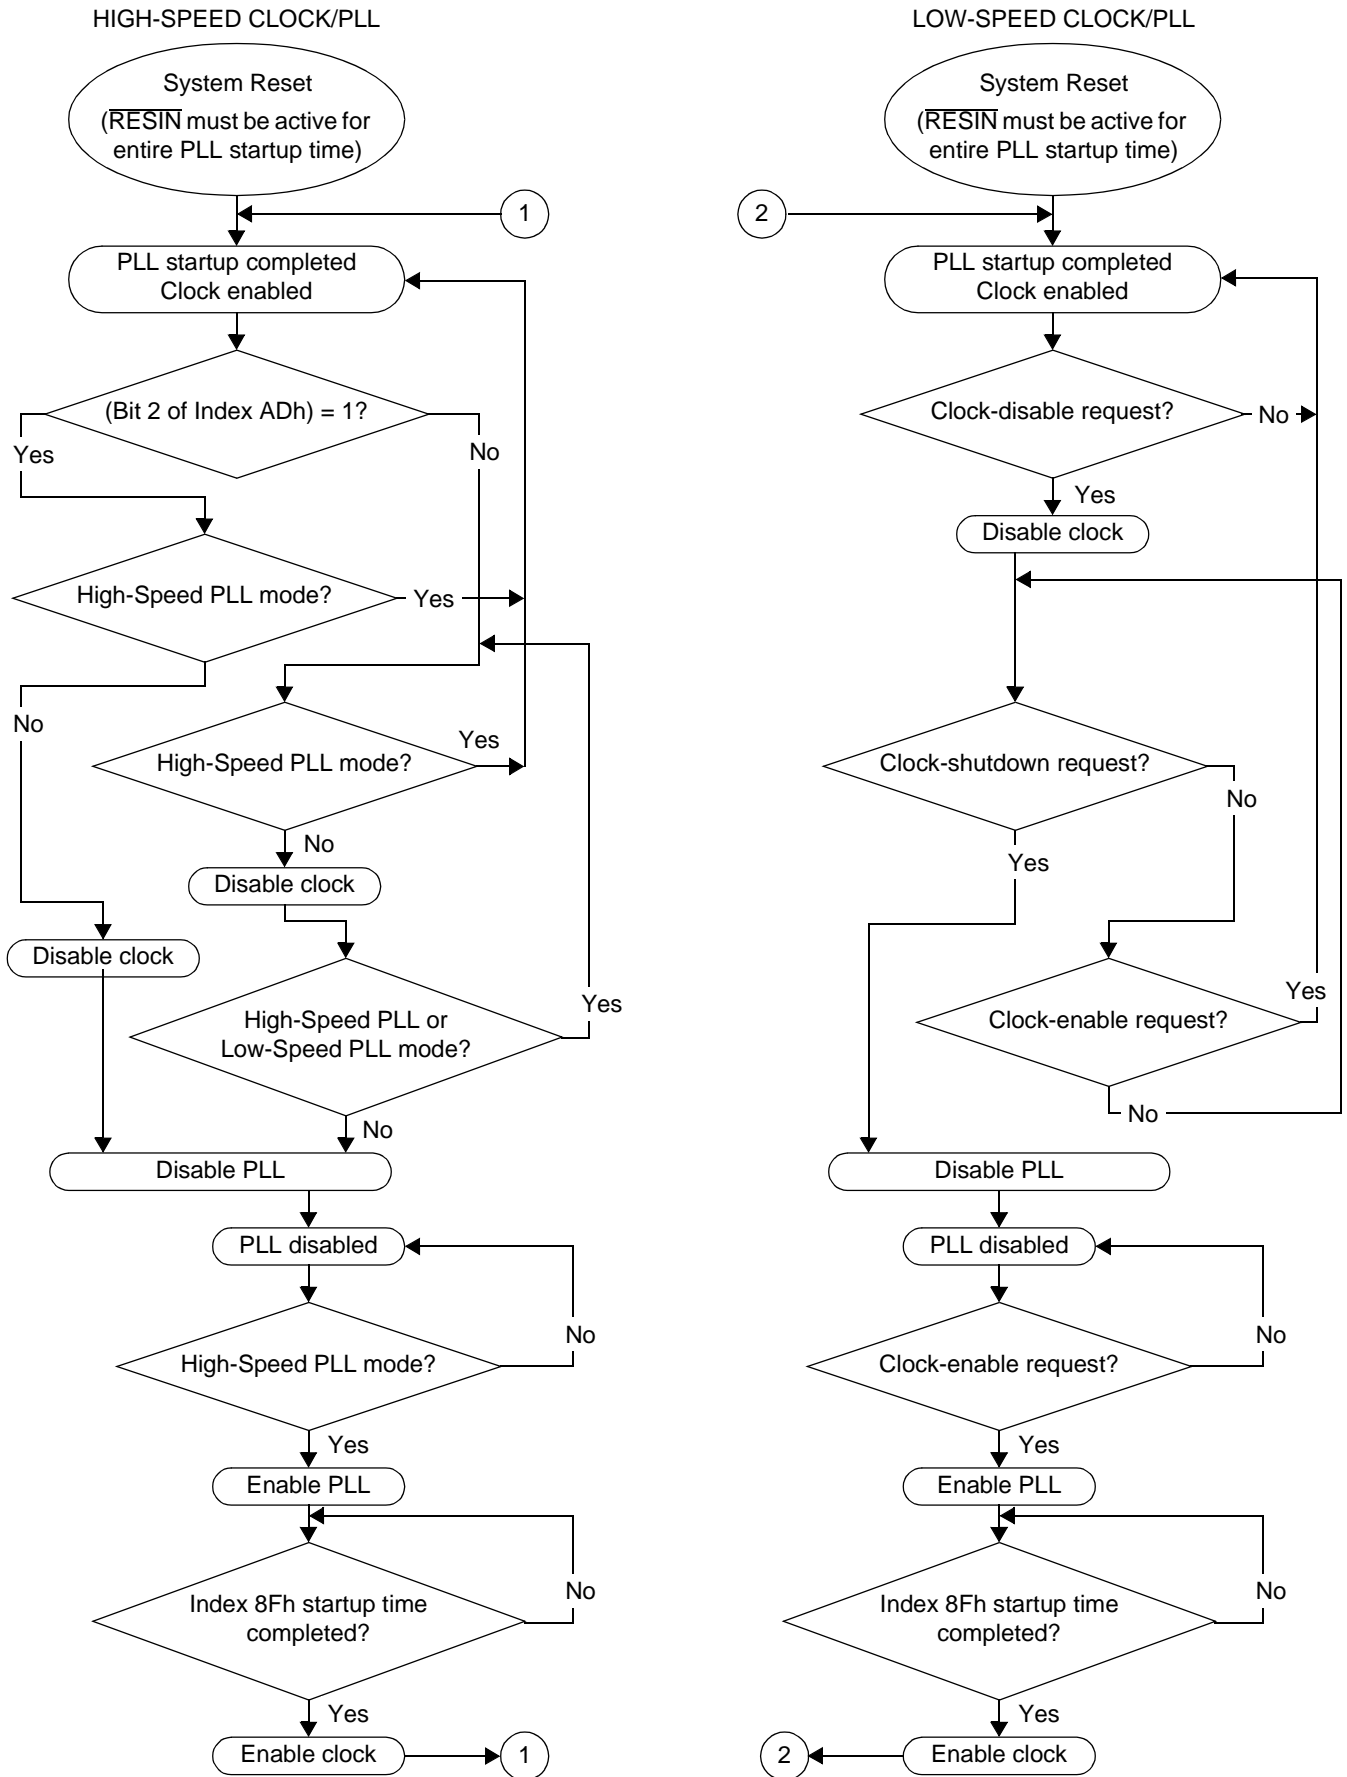 HIGH-SPEED CLOCK/PLL
System Reset
(RESIN must be active for
entire PLL startup time)
1
PLL startup completed
Clock enabled
(Bit 2 of Index ADh) = 1?
Yes
No
High-Speed PLL mode?
Yes
No
High-Speed PLL mode?
Yes
No
Disable clock
Disable clock
High-Speed PLL or
Low-Speed PLL mode?
Yes
No
Disable PLL
PLL disabled
High-Speed PLL mode?
No
Yes
Enable PLL
Index 8Fh startup time
completed?
No
Yes
Enable clock
1
LOW-SPEED CLOCK/PLL
System Reset
(RESIN must be active for
entire PLL startup time)
2
PLL startup completed
Clock enabled
Clock-disable request?
No
Yes
Disable clock
Clock-shutdown request?
No
Yes
Clock-enable request?
Yes
No
Disable PLL
PLL disabled
Clock-enable request?
No
Yes
Enable PLL
Index 8Fh startup time
completed?
No
Yes
Enable clock
2